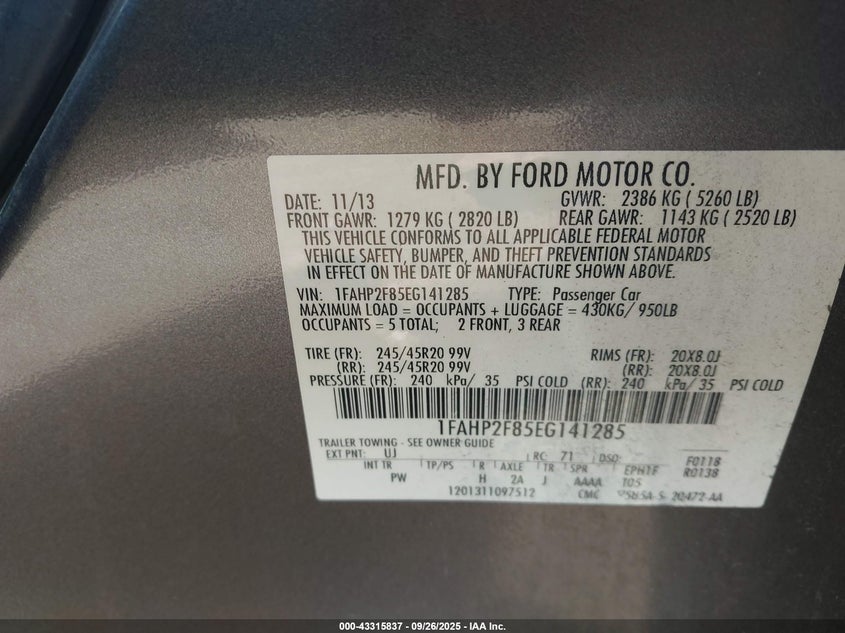 MFD. BY FORD MOTOR CO.
DATE: 11/13 GVWR: 2386 KG ( 5260 LB)
FRONT GAWR: 1279 KG ( 2820 LB) REAR GAWR: 1143 KG ( 2520 LB)
THIS VEHICLE CONFORMS TO ALL APPLICABLE FEDERAL MOTOR
VEHICLE SAFETY, BUMPER, AND THEFT PREVENTION STANDARDS
IN EFFECT ON THE DATE OF MANUFACTURE SHOWN ABOVE.
VIN: 1FAHP2F85EG141285 TYPE: Passenger Car
MAXIMUM LOAD = OCCUPANTS + LUGGAGE = 430KG/ 950LB
OCCUPANTS = 5 TOTAL; 2 FRONT, 3 REAR
TIRE (FR): 245/45R20 99V RIMS (FR): 20X8.0J
(RR): 245/45R20 99V (RR): 20X8.0J
PRESSURE (FR): 240 kPa/ 35 PSI COLD (RR): 240 kPa/ 35 PSI COLD
1FAHP2F85EG141285
TRAILER TOWING - SEE OWNER GUIDE
EXT PNT: UJ RC: 71 DSO: F0118
INT TR TP/PS R AXLE TR SPR EPHTF R0138
PW H 2A J AAAA T05
1201311097512 CMC
000-43315837 - 09/26/2025 - IAA Inc.